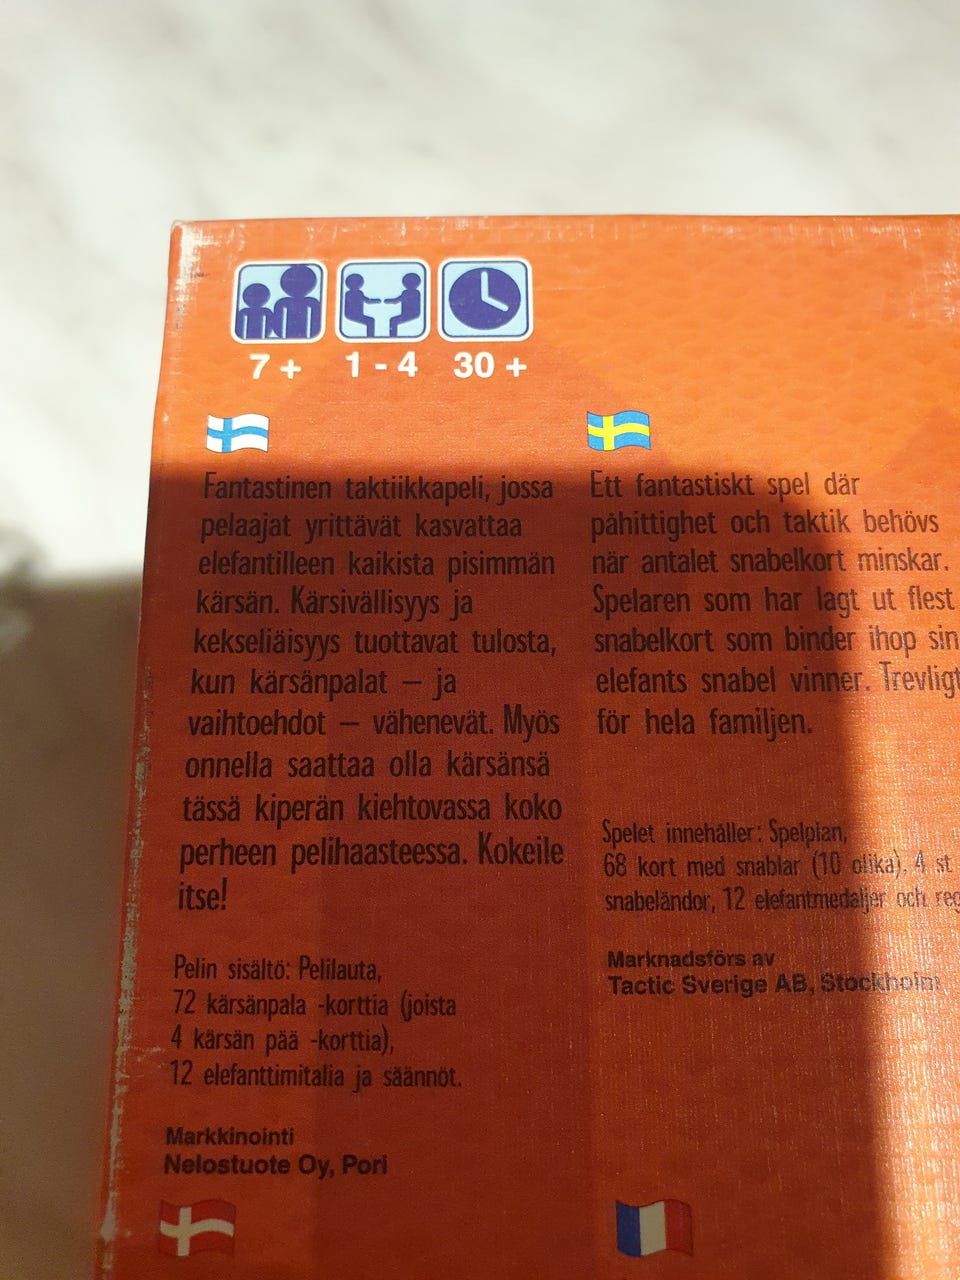 7 +
1 - 4
30 +
Fantastinen taktiikkapeli, jossa
pelaajat yrittävät kasvattaa
elefantilleen kaikista pisimmän
kärsän. Kärsivällisyys ja
kekseliäisyys tuottavat tulosta,
kun kärsänpalat – ja
vaihtoehdot – vähenevät. Myös
onnella saattaa olla kärsänsä
tässä kiperän kiehtovassa koko
perheen pelihaasteessa. Kokeile
itse!
Pelin sisältö: Pelilauta,
72 kärsänpala -korttia (joista
4 kärsän pää -korttia),
12 elefanttimitalia ja säännöt.
Markkinointi
Nelostuote Oy, Pori
Ett fantastiskt spel där
påhittighet och taktik behövs
när antalet snabelkort minskar.
Spelaren som har lagt ut flest
snabelkort som binder ihop sin
elefants snabel vinner. Trevligt
för hela familjen.
Spelet innehåller: Spelplan,
68 kort med snablar (10 olika), 4 st
snabeländor, 12 elefantmedaljer och
Marknadsförs av
Tactic Sverige AB, Stockholm